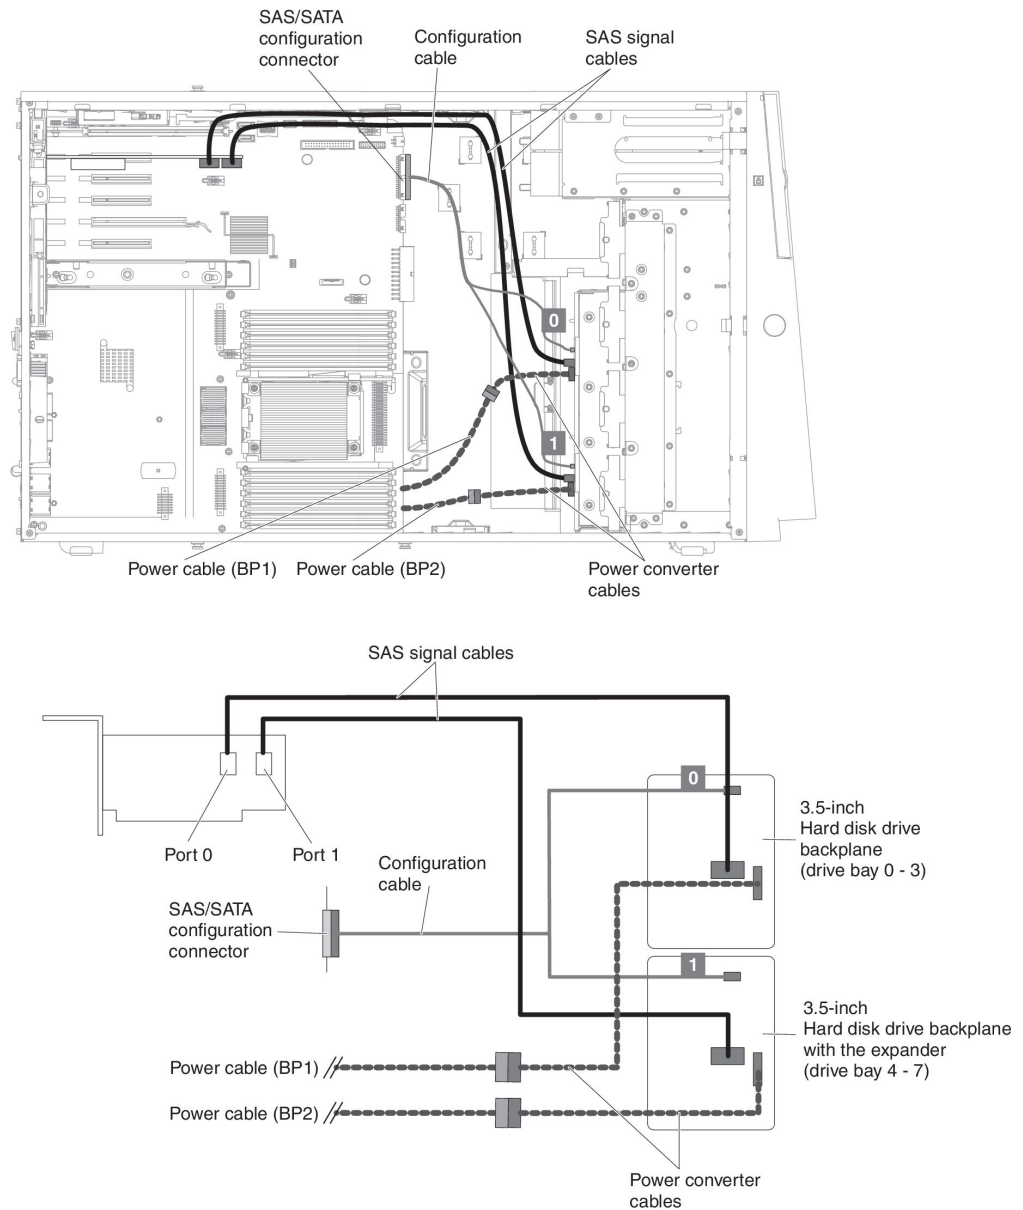 SAS/SATA
configuration
connector
Configuration
cable
SAS signal
cables
0
1
Power cable (BP1)
Power cable (BP2)
Power converter
cables
SAS signal cables
0
3.5-inch
Hard disk drive
backplane
(drive bay 0 - 3)
Port 0
Port 1
Configuration
cable
SAS/SATA
configuration
connector
1
3.5-inch
Hard disk drive backplane
with the expander
(drive bay 4 - 7)
Power cable (BP1)
Power cable (BP2)
Power converter
cables